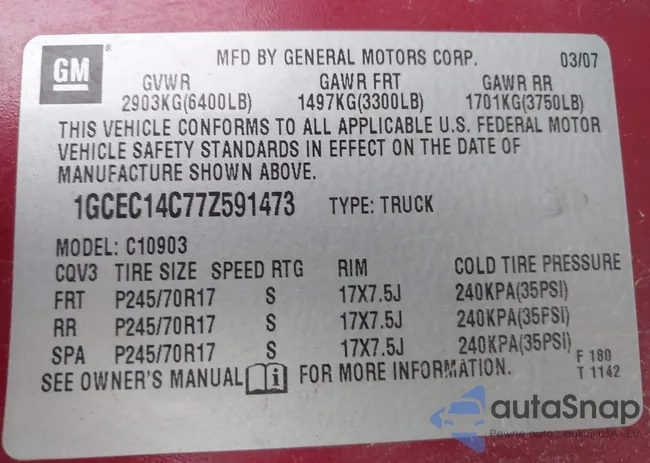 GM
MFD BY GENERAL MOTORS CORP. 03/07
GVWR GAWR FRT GAWR RR
2903KG(6400LB) 1497KG(3300LB) 1701KG(3750LB)
THIS VEHICLE CONFORMS TO ALL APPLICABLE U.S. FEDERAL MOTOR
VEHICLE SAFETY STANDARDS IN EFFECT ON THE DATE OF
MANUFACTURE SHOWN ABOVE.
1GCEC14C77Z591473 TYPE: TRUCK
MODEL: C10903
CQV3 TIRE SIZE SPEED RTG RIM COLD TIRE PRESSURE
FRT P245/70R17 S 17X7.5J 240KPA(35PSI)
RR P245/70R17 S 17X7.5J 240KPA(35PSI)
SPA P245/70R17 S 17X7.5J 240KPA(35PSI)
F 180
SEE OWNER'S MANUAL FOR MORE INFORMATION. T 1142
autaSnap
Pewne auto z aukcji USA